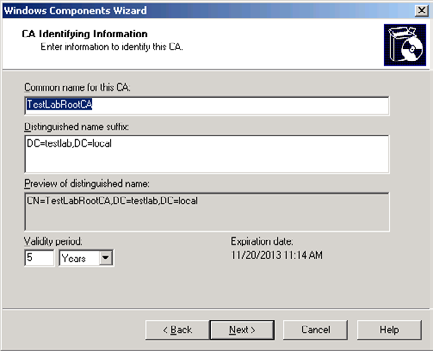 Windows Components Wizard
CA Identifying Information
Enter information to identify this CA.
Common name for this CA:
TestLabRootCA
Distinguished name suffix:
DC=testlab,DC=local
Preview of distinguished name:
CN=TestLabRootCA,DC=testlab,DC=local
Validity period: Expiration date:
5 Years 11/20/2013 11:14 AM
< Back Next > Cancel Help